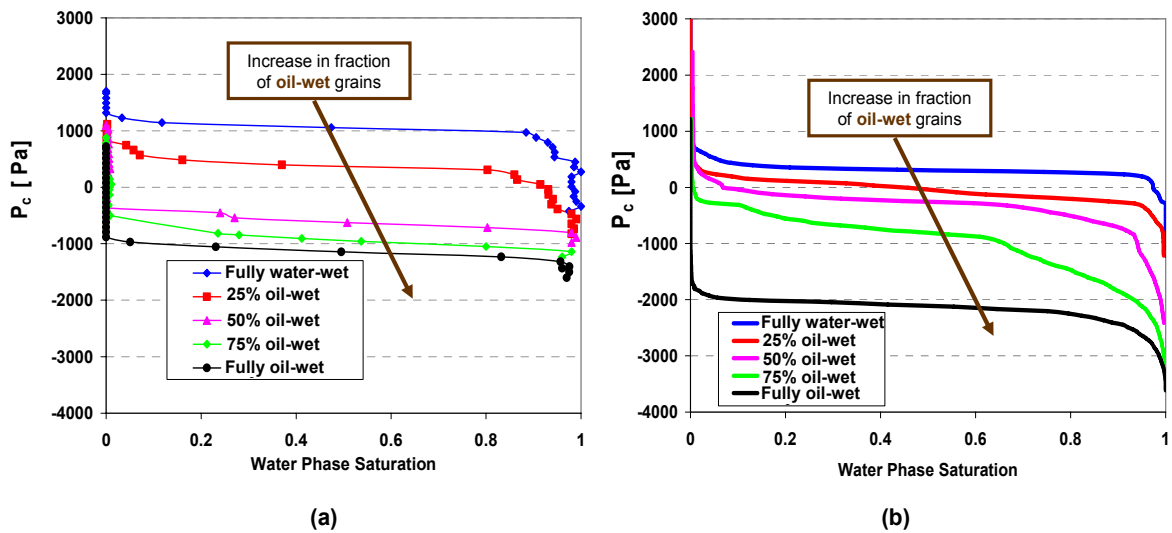 3000
2000
1000
0
-1000
-2000
-3000
-4000
P_c [ Pa]
Increase in fraction
of oil-wet grains
Fully water-wet
25% oil-wet
50% oil-wet
75% oil-wet
Fully oil-wet
0 0.2 0.4 0.6 0.8 1
Water Phase Saturation
(a)
3000
2000
1000
0
-1000
-2000
-3000
-4000
P_c [Pa]
Increase in fraction
of oil-wet grains
Fully water-wet
25% oil-wet
50% oil-wet
75% oil-wet
Fully oil-wet
0 0.2 0.4 0.6 0.8 1
Water Phase Saturation
(b)